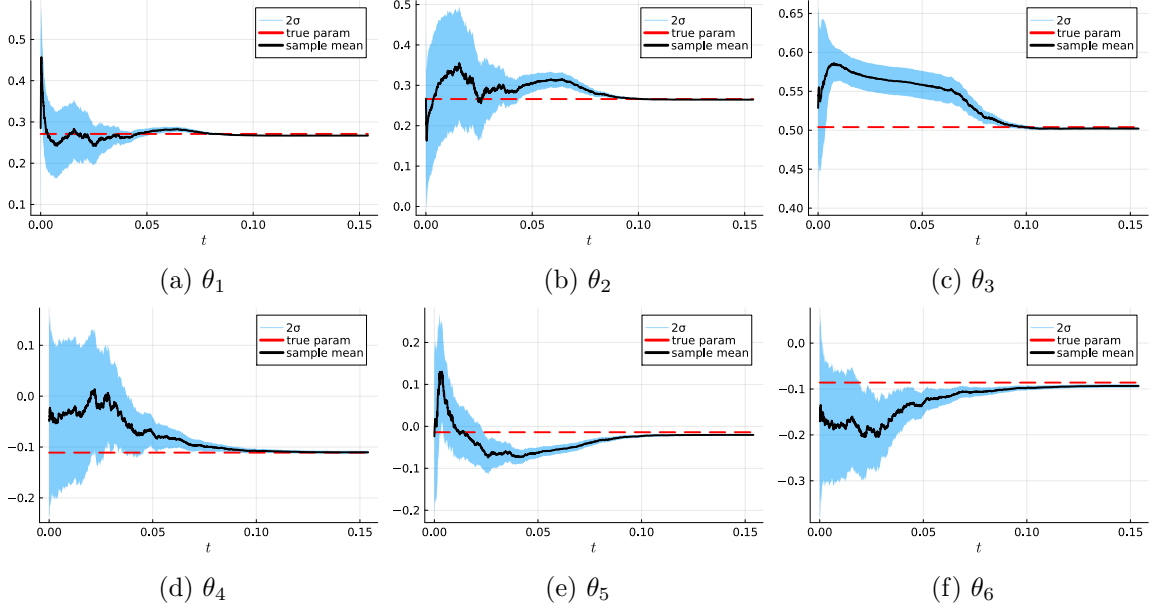 0.5
0.4
0.3
0.2
0.1
0.00
0.05
0.10
0.15
t
2σ
true param
sample mean
(a) θ₁
0.5
0.4
0.3
0.2
0.1
0.0
0.00
0.05
0.10
0.15
t
2σ
true param
sample mean
(b) θ₂
0.65
0.60
0.55
0.50
0.45
0.40
0.00
0.05
0.10
0.15
t
2σ
true param
sample mean
(c) θ₃
0.1
0.0
−0.1
−0.2
0.00
0.05
0.10
0.15
t
2σ
true param
sample mean
(d) θ₄
0.2
0.1
0.0
−0.1
−0.2
0.00
0.05
0.10
0.15
t
2σ
true param
sample mean
(e) θ₅
0.0
−0.1
−0.2
−0.3
0.00
0.05
0.10
0.15
t
2σ
true param
sample mean
(f) θ₆